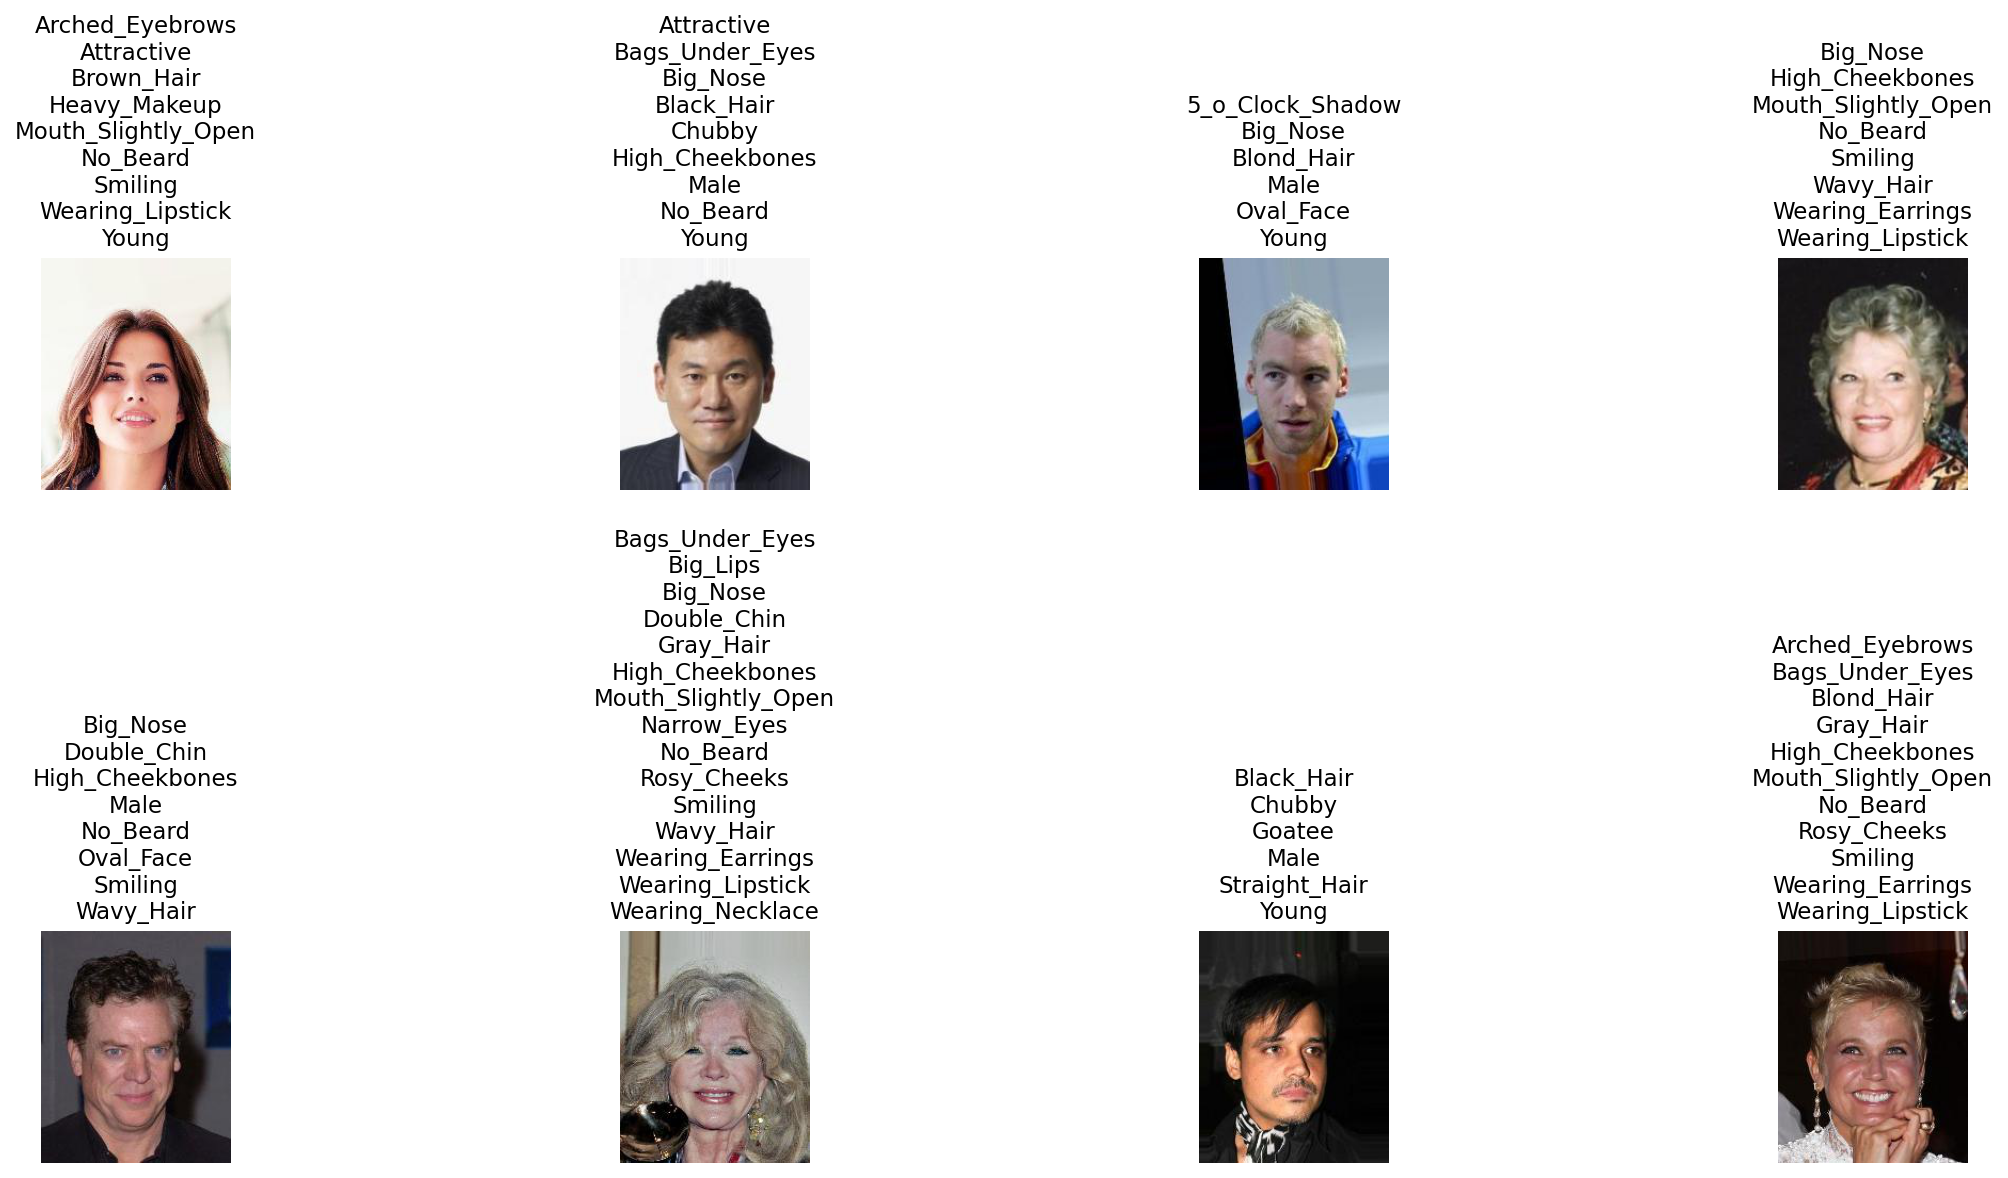 Arched_Eyebrows
Attractive
Brown_Hair
Heavy_Makeup
Mouth_Slightly_Open
No_Beard
Smiling
Wearing_Lipstick
Young
Attractive
Bags_Under_Eyes
Big_Nose
Black_Hair
Chubby
High_Cheekbones
Male
No_Beard
Young
5_o_Clock_Shadow
Big_Nose
Blond_Hair
Male
Oval_Face
Young
Big_Nose
High_Cheekbones
Mouth_Slightly_Open
No_Beard
Smiling
Wavy_Hair
Wearing_Earrings
Wearing_Lipstick
Big_Nose
Double_Chin
High_Cheekbones
Male
No_Beard
Oval_Face
Smiling
Wavy_Hair
Bags_Under_Eyes
Big_Lips
Big_Nose
Double_Chin
Gray_Hair
High_Cheekbones
Mouth_Slightly_Open
Narrow_Eyes
No_Beard
Rosy_Cheeks
Smiling
Wavy_Hair
Wearing_Earrings
Wearing_Lipstick
Wearing_Necklace
Black_Hair
Chubby
Goatee
Male
Straight_Hair
Young
Arched_Eyebrows
Bags_Under_Eyes
Blond_Hair
Gray_Hair
High_Cheekbones
Mouth_Slightly_Open
No_Beard
Rosy_Cheeks
Smiling
Wearing_Earrings
Wearing_Lipstick